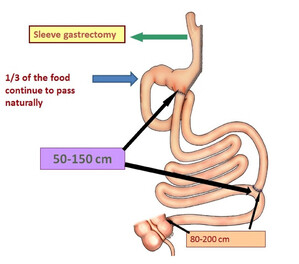 Sleeve gastrectomy
1/3 of the food
continue to pass
naturally
50-150 cm
80-200 cm